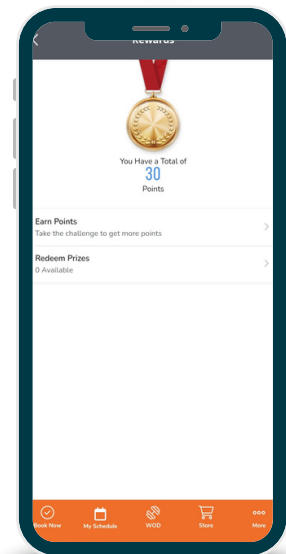 Rewards
You Have a Total of
30
Points
Earn Points
Take the challenge to get more points
Redeem Prizes
0 Available
Book Now
My Schedule
WOD
Store
More